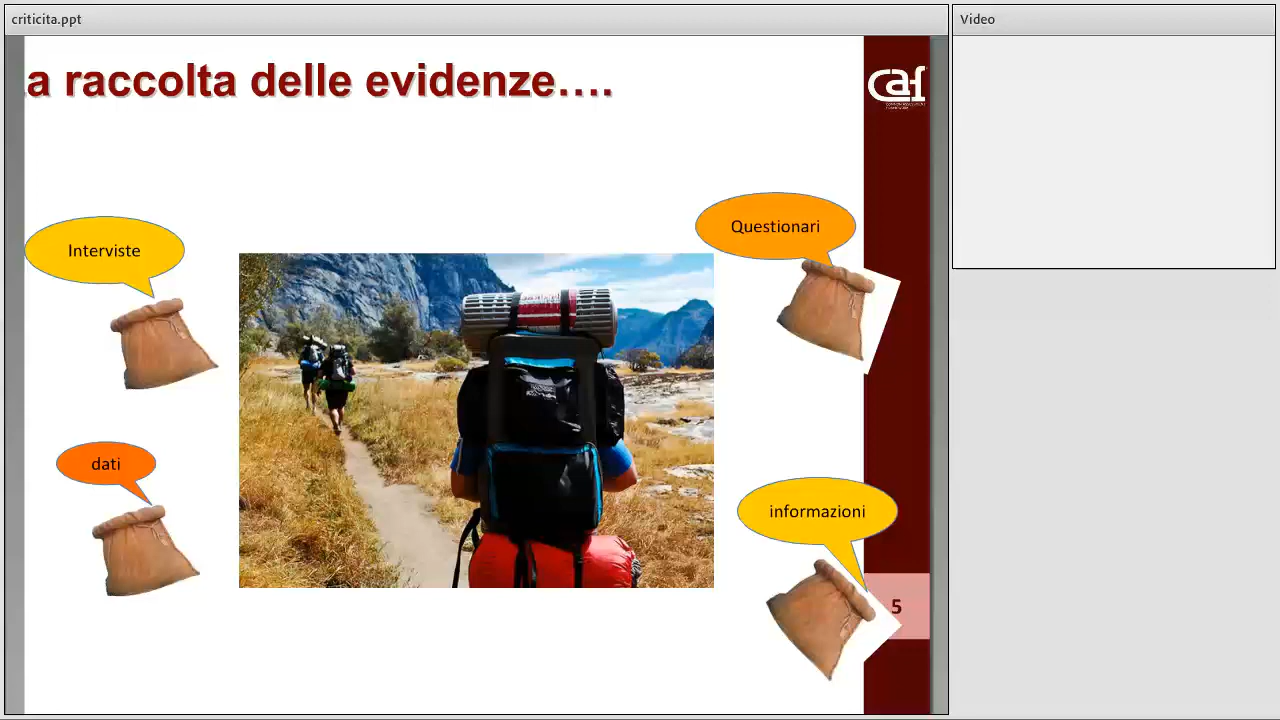 criticita.ppt
Video
a raccolta delle evidenze….
caf
Interviste
Questionari
dati
informazioni
5